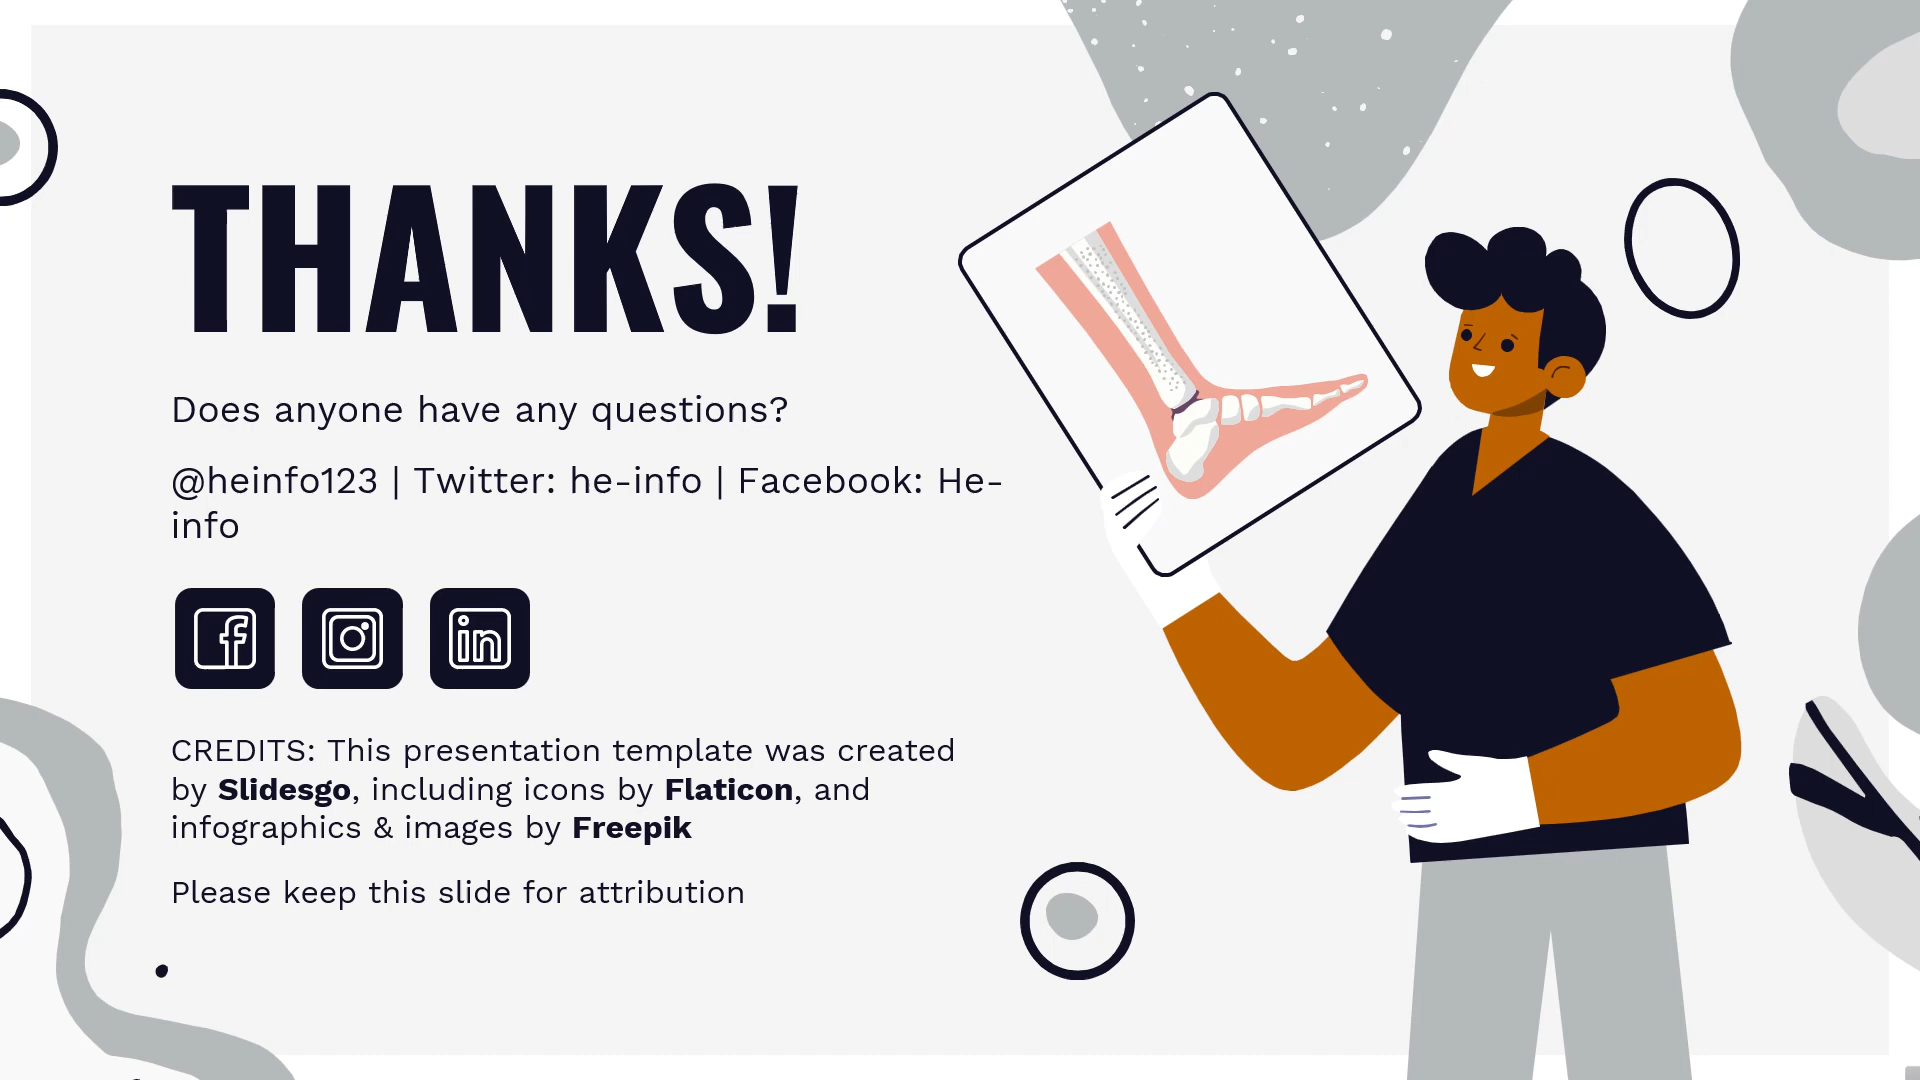 THANKS!
Does anyone have any questions?
@heinfo123 | Twitter: he-info | Facebook: He-
info
CREDITS: This presentation template was created
by Slidesgo, including icons by Flaticon, and
infographics & images by Freepik
Please keep this slide for attribution